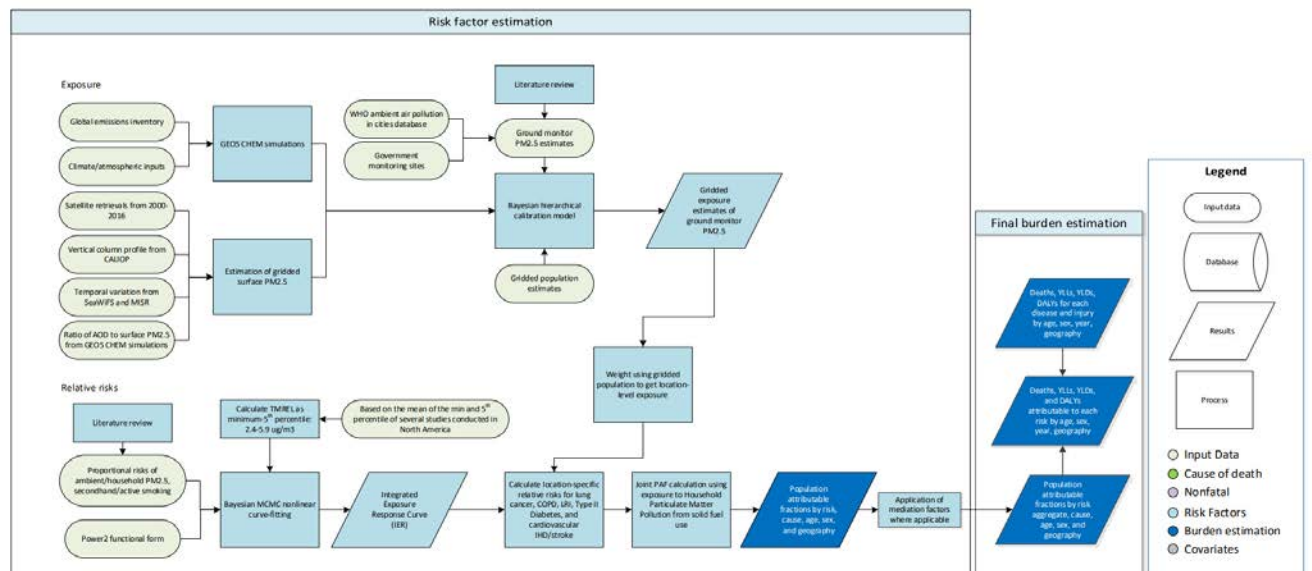 Risk factor estimation
Exposure
Global emissions inventory
Climate/atmospheric inputs
GEOS CHEM simulations
Satellite retrievals from 2000-
2016
Vertical column profile from
CALIOP
Temporal variation from
SeaWiFS and MISR
Ratio of AOD to surface PM2.5
from GEOS CHEM simulations
Estimation of gridded
surface PM2.5
WHO ambient air pollution
in cities database
Government
monitoring sites
Literature review
Ground monitor
PM2.5 estimates
Bayesian hierarchical
calibration model
Gridded population
estimates
Gridded
exposure
estimates of
ground monitor
PM2.5
Weight using gridded
population to get location-
level exposure
Relative risks
Literature review
Proportional risks of
ambient/household PM2.5,
secondhand/active smoking
Power2 functional form
Calculate TMREL as
minimum-5th percentile:
2.4-5.9 ug/m3
Based on the mean of the min and 5th
percentile of several studies conducted in
North America
Bayesian MCMC nonlinear
curve-fitting
Integrated
Exposure
Response Curve
(IER)
Calculate location-specific
relative risks for lung
cancer, COPD, LRI, Type II
Diabetes, and
cardiovascular
IHD/stroke
Joint PAF calculation using
exposure to Household
Particulate Matter
Pollution from solid fuel
use
Population
attributable
fractions by risk,
cause, age, sex,
and geography
Application of
mediation factors
where applicable
Final burden estimation
Deaths, YLLs, YLDs,
DALYs for each
disease and injury
by age, sex, year,
geography
Deaths, YLLs, YLDs,
and DALYs
attributable to each
risk by age, sex,
year, geography
Population
attributable
fractions by risk
aggregate, cause,
age, sex, and
geography
Legend
Input data
Database
Results
Process
Input Data
Cause of death
Nonfatal
Risk Factors
Burden estimation
Covariates